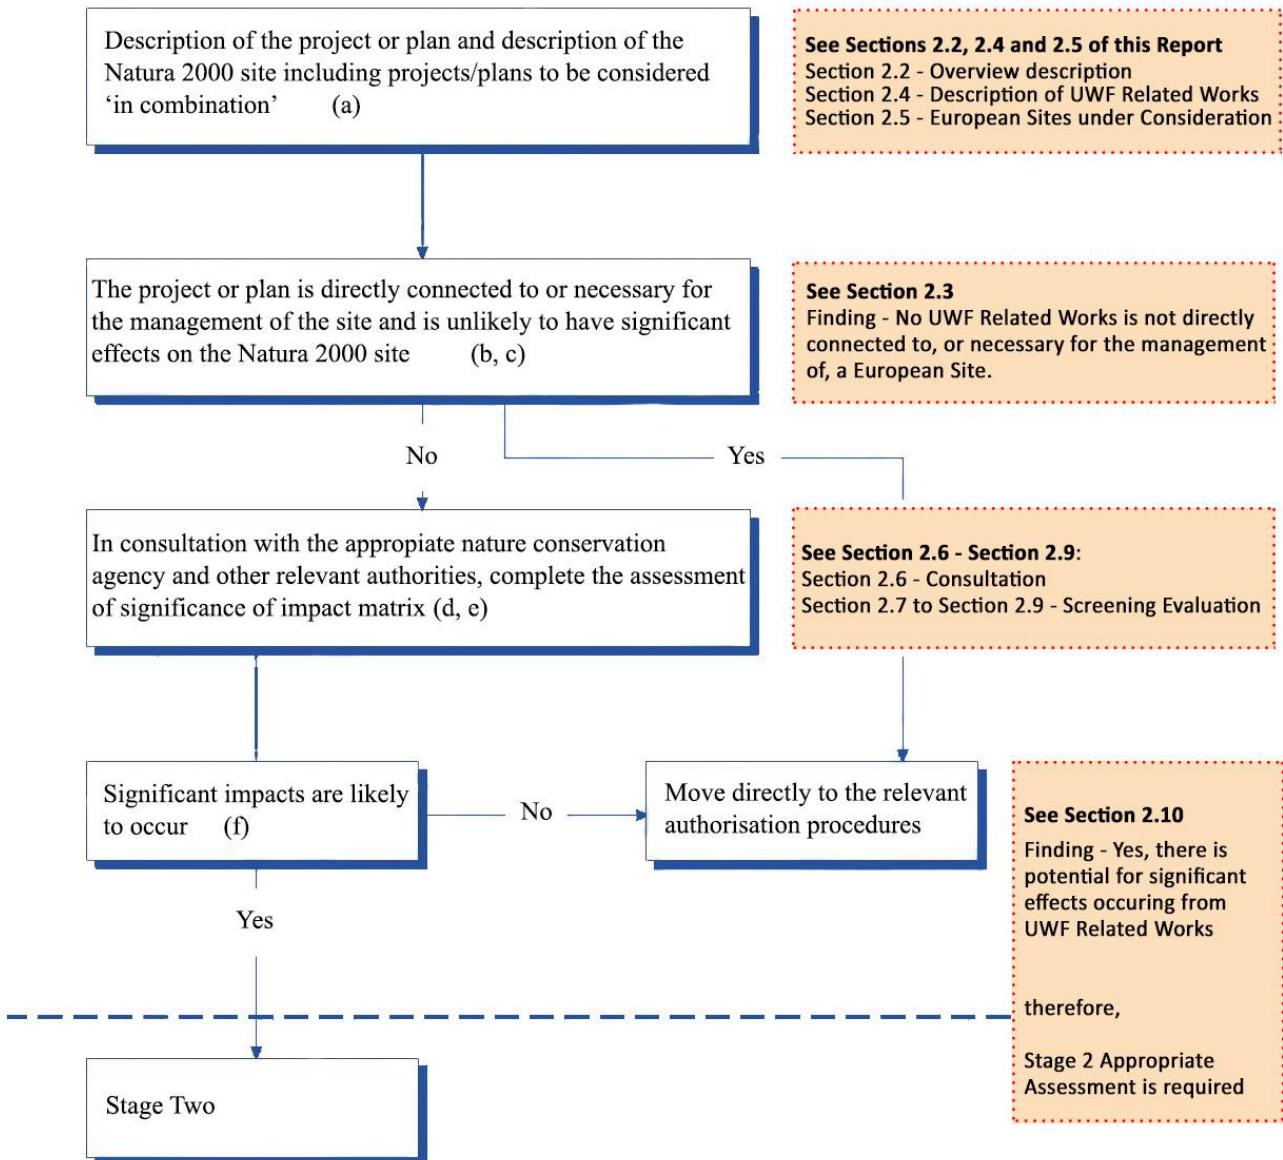 Description of the project or plan and description of the
Natura 2000 site including projects/plans to be considered
‘in combination’ (a)
See Sections 2.2, 2.4 and 2.5 of this Report
Section 2.2 - Overview description
Section 2.4 - Description of UWF Related Works
Section 2.5 - European Sites under Consideration
The project or plan is directly connected to or necessary for
the management of the site and is unlikely to have significant
effects on the Natura 2000 site (b, c)
See Section 2.3
Finding - No UWF Related Works is not directly
connected to, or necessary for the management
of, a European Site.
No
Yes
In consultation with the appropiate nature conservation
agency and other relevant authorities, complete the assessment
of significance of impact matrix (d, e)
See Section 2.6 - Section 2.9:
Section 2.6 - Consultation
Section 2.7 to Section 2.9 - Screening Evaluation
Significant impacts are likely
to occur (f)
No
Move directly to the relevant
authorisation procedures
See Section 2.10
Finding - Yes, there is
potential for significant
effects occuring from
UWF Related Works
therefore,
Stage 2 Appropriate
Assessment is required
Yes
Stage Two